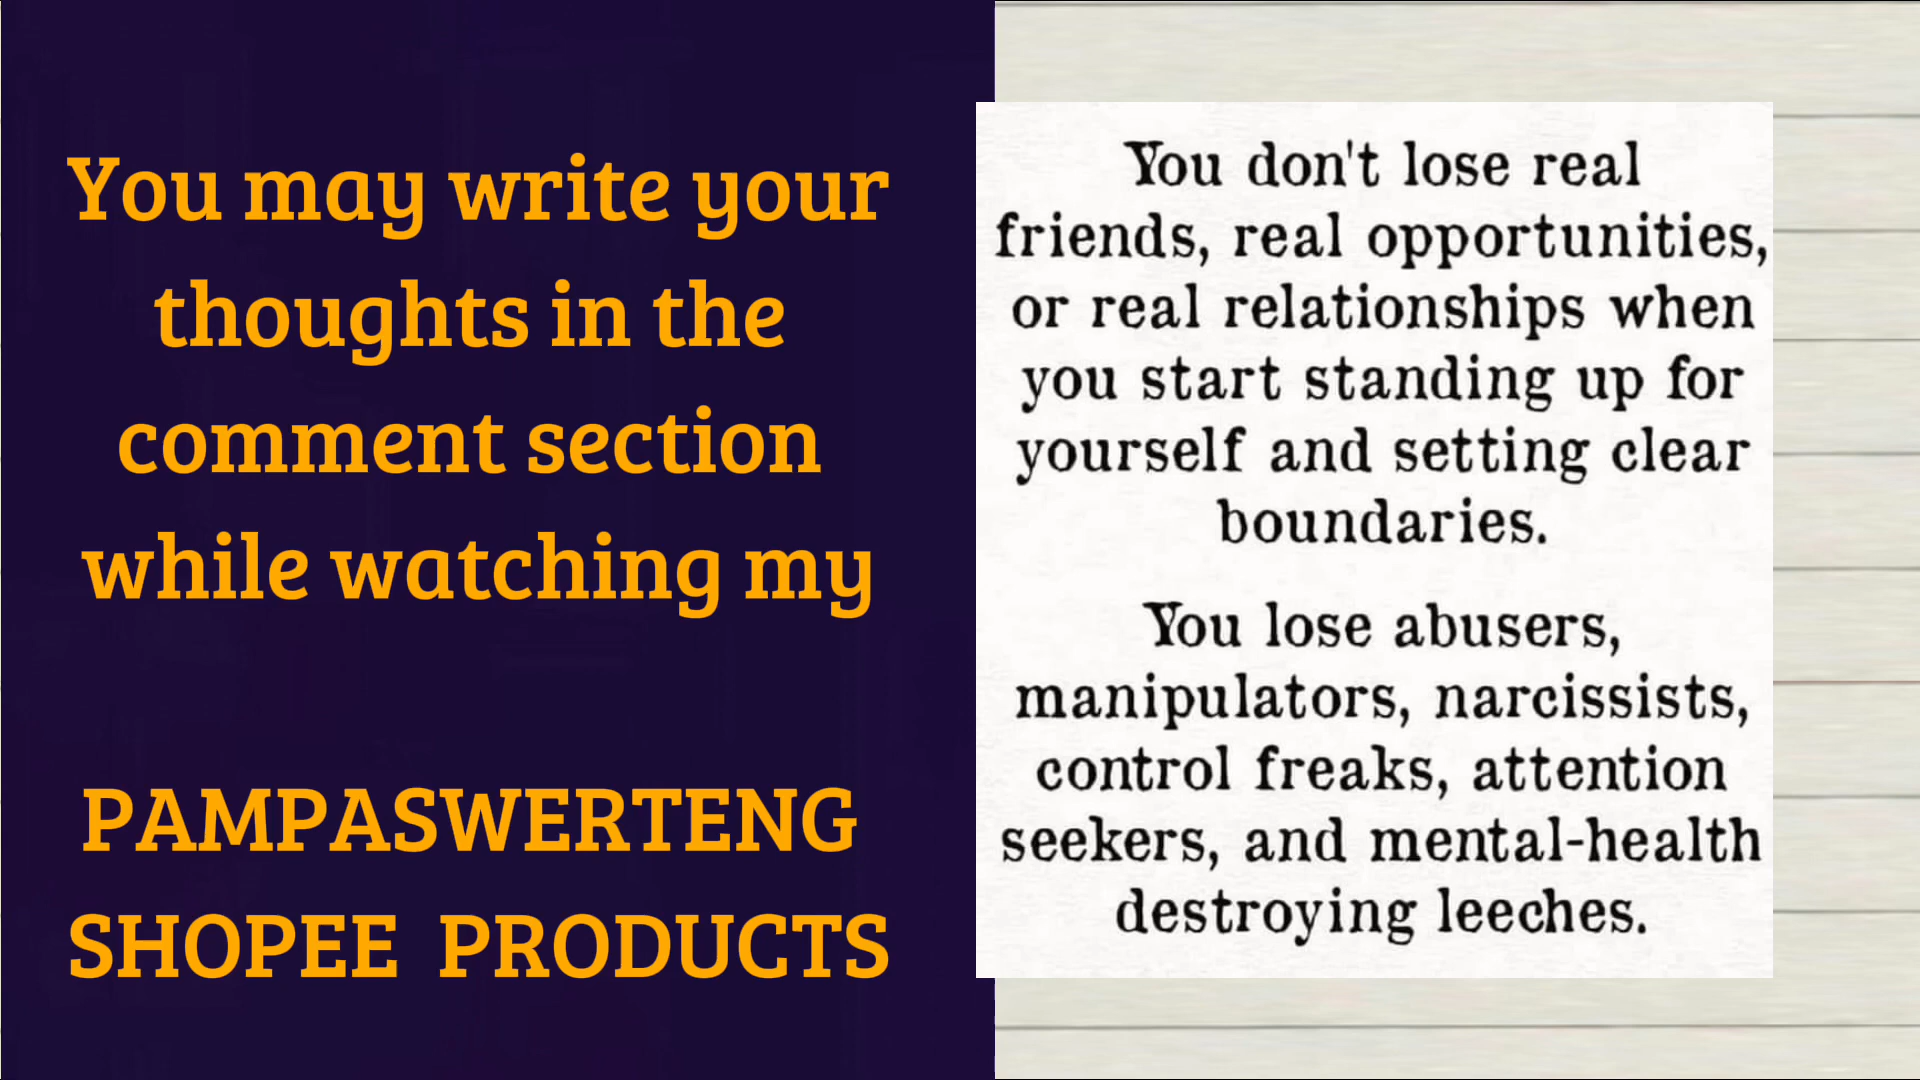 You may write your
thoughts in the
comment section
while watching my
PAMPASWERTENG
SHOPEE PRODUCTS
You don't lose real
friends, real opportunities,
or real relationships when
you start standing up for
yourself and setting clear
boundaries.
You lose abusers,
manipulators, narcissists,
control freaks, attention
seekers, and mental-health
destroying leeches.